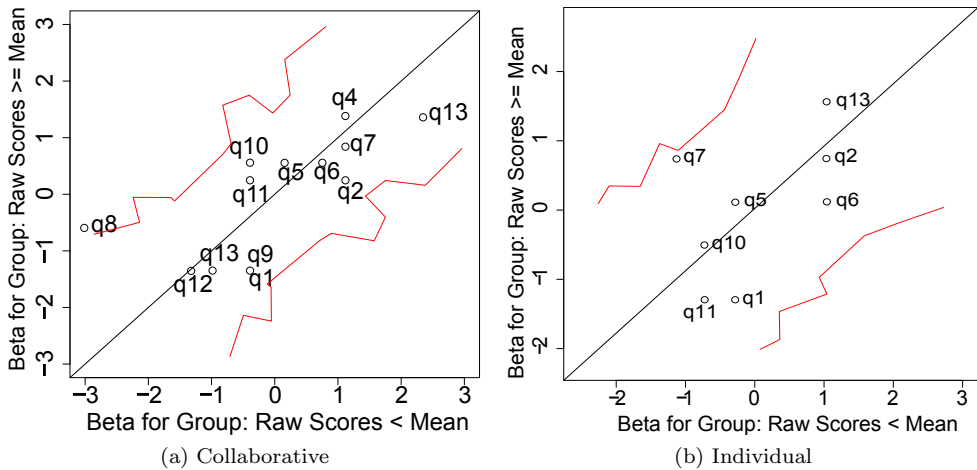 Beta for Group: Raw Scores >= Mean
3
2
1
0
−1
−2
−3
q4
q13
q7
q10
q5
q6
q2
q11
q8
q13
q9
q12
q1
−3
−2
−1
0
1
2
3
Beta for Group: Raw Scores < Mean
(a) Collaborative
Beta for Group: Raw Scores >= Mean
2
1
0
-1
-2
q13
q7
q2
q5
q6
q10
q11
q1
-2
-1
0
1
2
Beta for Group: Raw Scores < Mean
(b) Individual